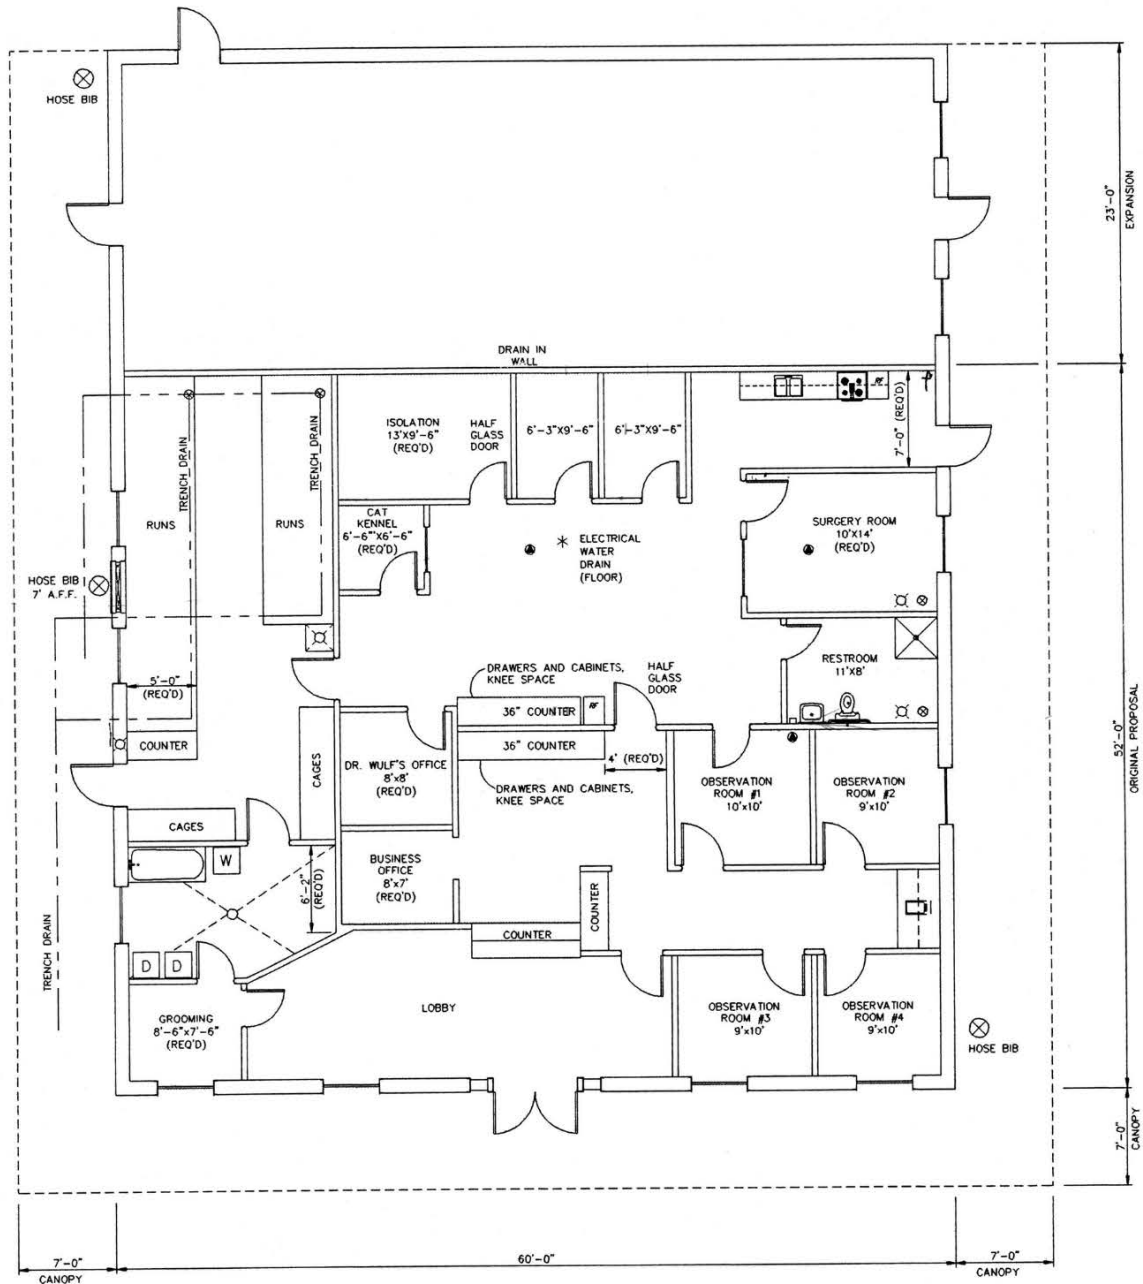 HOSE BIB
23'-0"
EXPANSION
DRAIN IN
WALL
ISOLATION
13'X9'-6"
(REQ'D)
HALF
GLASS
DOOR
6'-3"X9'-6"
6'-3"X9'-6"
RF
7'-0" (REQ'D)
TRENCH DRAIN
TRENCH DRAIN
RUNS
RUNS
CAT
KENNEL
6'-6"X6'-6"
(REQ'D)
ELECTRICAL
WATER
DRAIN
(FLOOR)
SURGERY ROOM
10'X14'
(REQ'D)
HOSE BIB
7' A.F.F.
RESTROOM
11'X8'
5'-0"
(REQ'D)
DRAWERS AND CABINETS,
KNEE SPACE
HALF
GLASS
DOOR
36" COUNTER
RF
COUNTER
36" COUNTER
4' (REQ'D)
CAGES
DR. WULF'S OFFICE
8'x8'
(REQ'D)
DRAWERS AND CABINETS,
KNEE SPACE
OBSERVATION
ROOM #1
10'x10'
OBSERVATION
ROOM #2
9'x10'
52'-0"
ORIGINAL PROPOSAL
CAGES
W
6'-2"
(REQ'D)
BUSINESS
OFFICE
8'x7'
(REQ'D)
COUNTER
COUNTER
TRENCH DRAIN
D
D
GROOMING
8'-6"x7'-6"
(REQ'D)
LOBBY
OBSERVATION
ROOM #3
9'x10'
OBSERVATION
ROOM #4
9'x10'
HOSE BIB
7'-0"
CANOPY
7'-0"
CANOPY
60'-0"
7'-0"
CANOPY